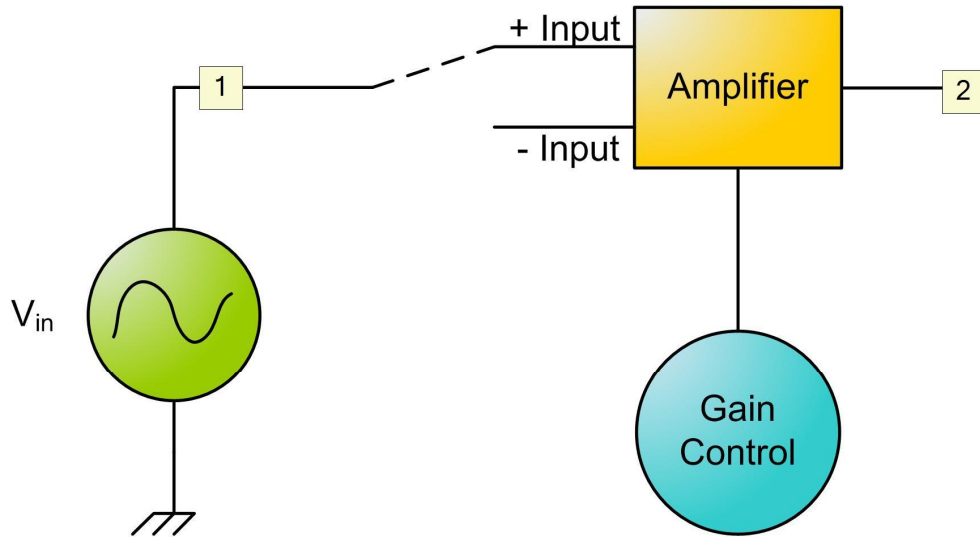 + Input
Amplifier
1
2
- Input
Vin
Gain
Control